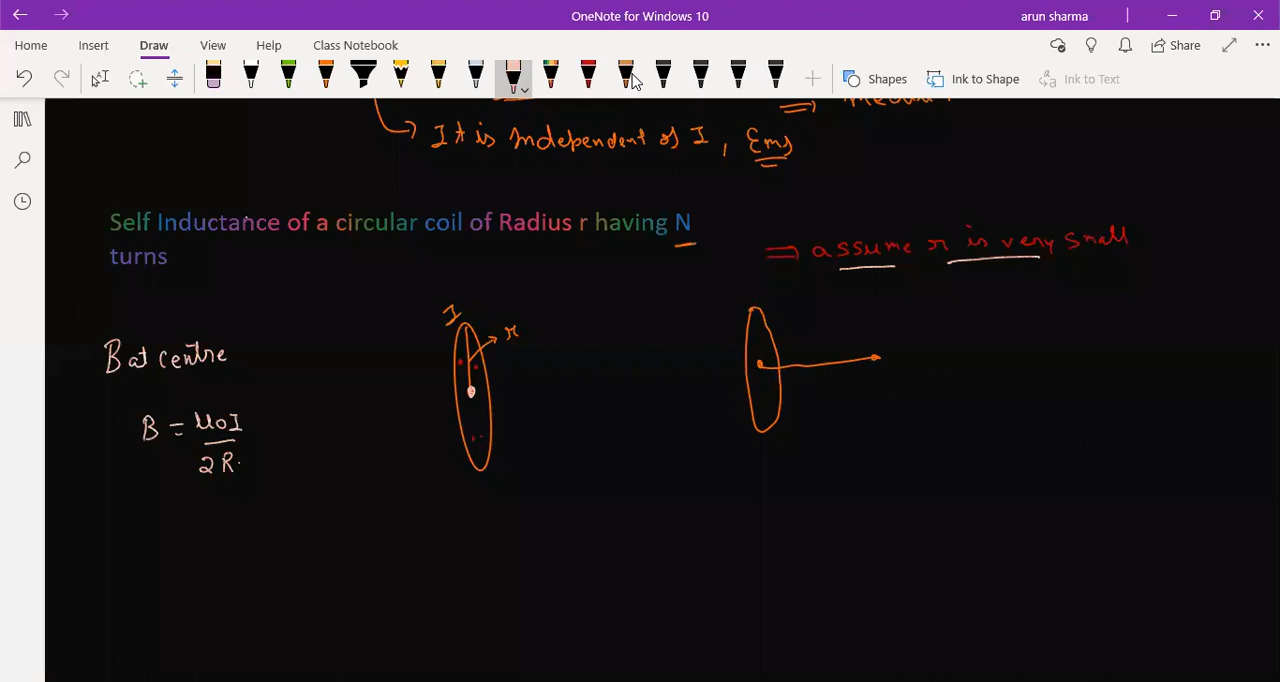 OneNote for Windows 10
arun sharma
Home Insert Draw View Help Class Notebook
Share
Shapes
Ink to Shape
Ink to Text
It is Independent of I, Ems
Self Inductance of a circular coil of Radius r having N
turns
⇒ assume r is very small
I
r
B at centre
B = μ0I
2R